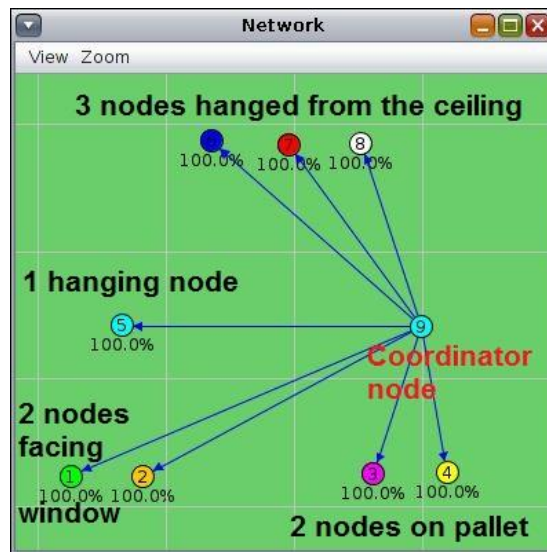 Network
View Zoom
3 nodes hanged from the ceiling
6 7 8
100.0% 100.0% 100.0%
1 hanging node
5 9
100.0%
Coordinator
node
2 nodes
facing
1 2 3 4
100.0% 100.0% 100.0% 100.0%
window
2 nodes on pallet